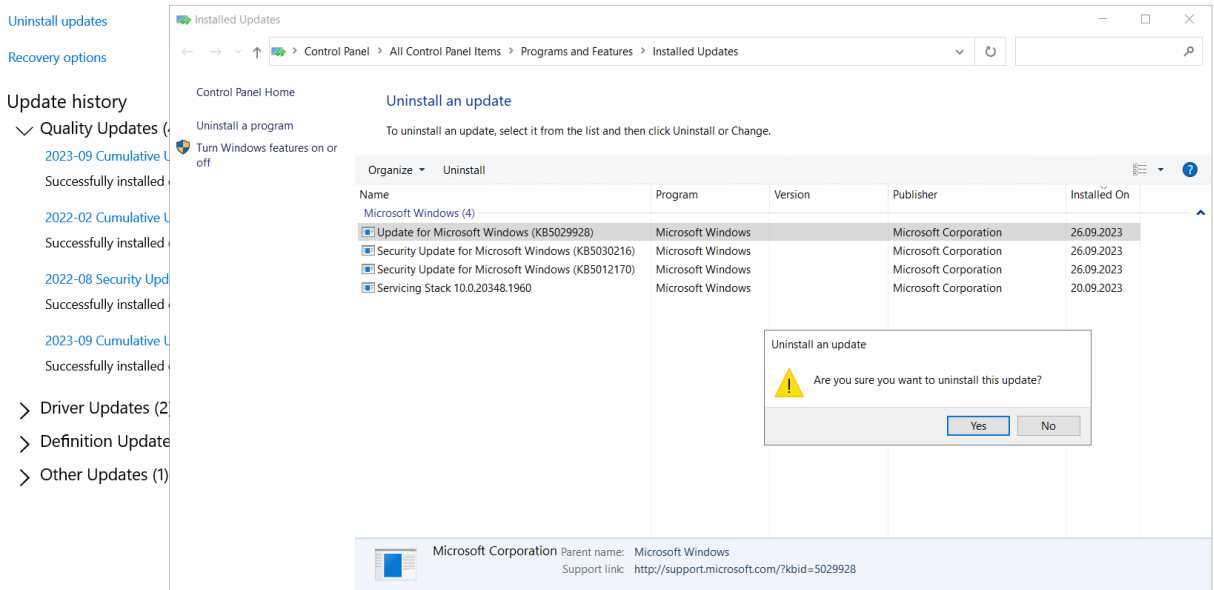 Uninstall updates
Recovery options
Update history
Quality Updates (
2023-09 Cumulative U
Successfully installed
2022-02 Cumulative U
Successfully installed
2022-08 Security Upd
Successfully installed
2023-09 Cumulative U
Successfully installed
Driver Updates (2)
Definition Update
Other Updates (1)
Installed Updates
Control Panel > All Control Panel Items > Programs and Features > Installed Updates
Control Panel Home
Uninstall a program
Turn Windows features on or
off
Uninstall an update
To uninstall an update, select it from the list and then click Uninstall or Change.
Organize Uninstall
Name Program Version Publisher Installed On
Microsoft Windows (4)
Update for Microsoft Windows (KB5029928) Microsoft Windows Microsoft Corporation 26.09.2023
Security Update for Microsoft Windows (KB5030216) Microsoft Windows Microsoft Corporation 26.09.2023
Security Update for Microsoft Windows (KB5012170) Microsoft Windows Microsoft Corporation 26.09.2023
Servicing Stack 10.0.20348.1960 Microsoft Windows Microsoft Corporation 20.09.2023
Uninstall an update
Are you sure you want to uninstall this update?
Yes No
Microsoft Corporation Parent name: Microsoft Windows
Support link: http://support.microsoft.com/?kbid=5029928